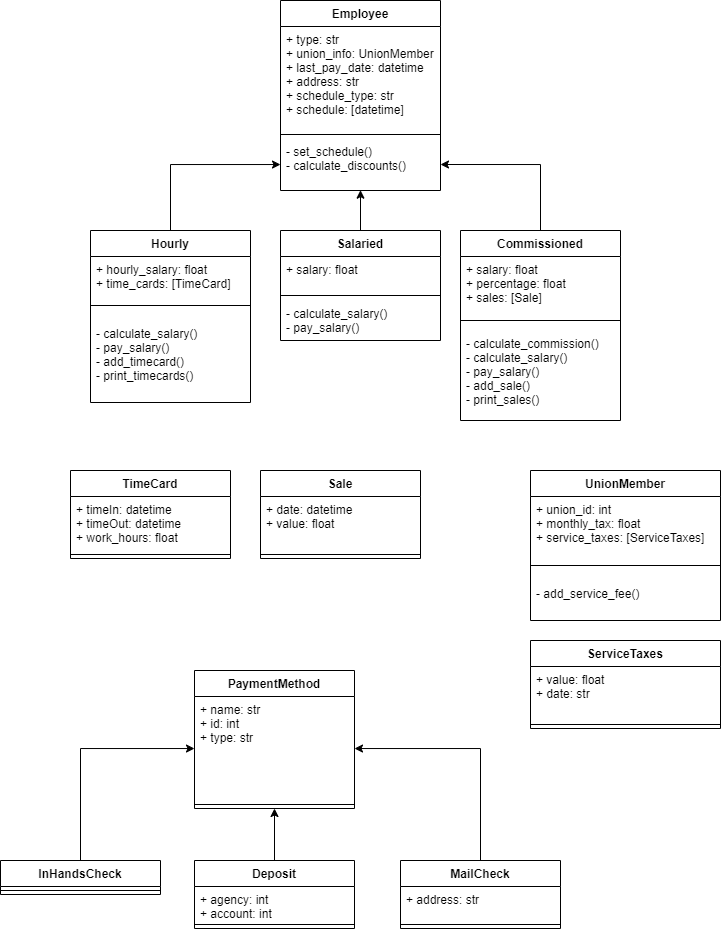 Employee
+ type: str
+ union_info: UnionMember
+ last_pay_date: datetime
+ address: str
+ schedule_type: str
+ schedule: [datetime]
- set_schedule()
- calculate_discounts()
Hourly
+ hourly_salary: float
+ time_cards: [TimeCard]
- calculate_salary()
- pay_salary()
- add_timecard()
- print_timecards()
Salaried
+ salary: float
- calculate_salary()
- pay_salary()
Commissioned
+ salary: float
+ percentage: float
+ sales: [Sale]
- calculate_commission()
- calculate_salary()
- pay_salary()
- add_sale()
- print_sales()
TimeCard
+ timeIn: datetime
+ timeOut: datetime
+ work_hours: float
Sale
+ date: datetime
+ value: float
UnionMember
+ union_id: int
+ monthly_tax: float
+ service_taxes: [ServiceTaxes]
- add_service_fee()
ServiceTaxes
+ value: float
+ date: str
PaymentMethod
+ name: str
+ id: int
+ type: str
InHandsCheck
Deposit
+ agency: int
+ account: int
MailCheck
+ address: str